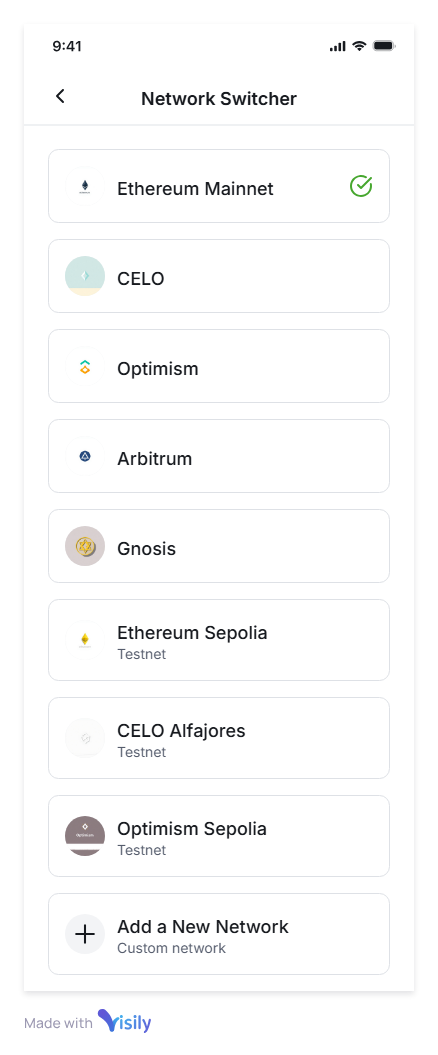 9:41
Network Switcher
Ethereum Mainnet
CELO
Optimism
Arbitrum
Gnosis
Ethereum Sepolia
Testnet
CELO Alfajores
Testnet
Optimism Sepolia
Testnet
Add a New Network
Custom network
Made with Visily